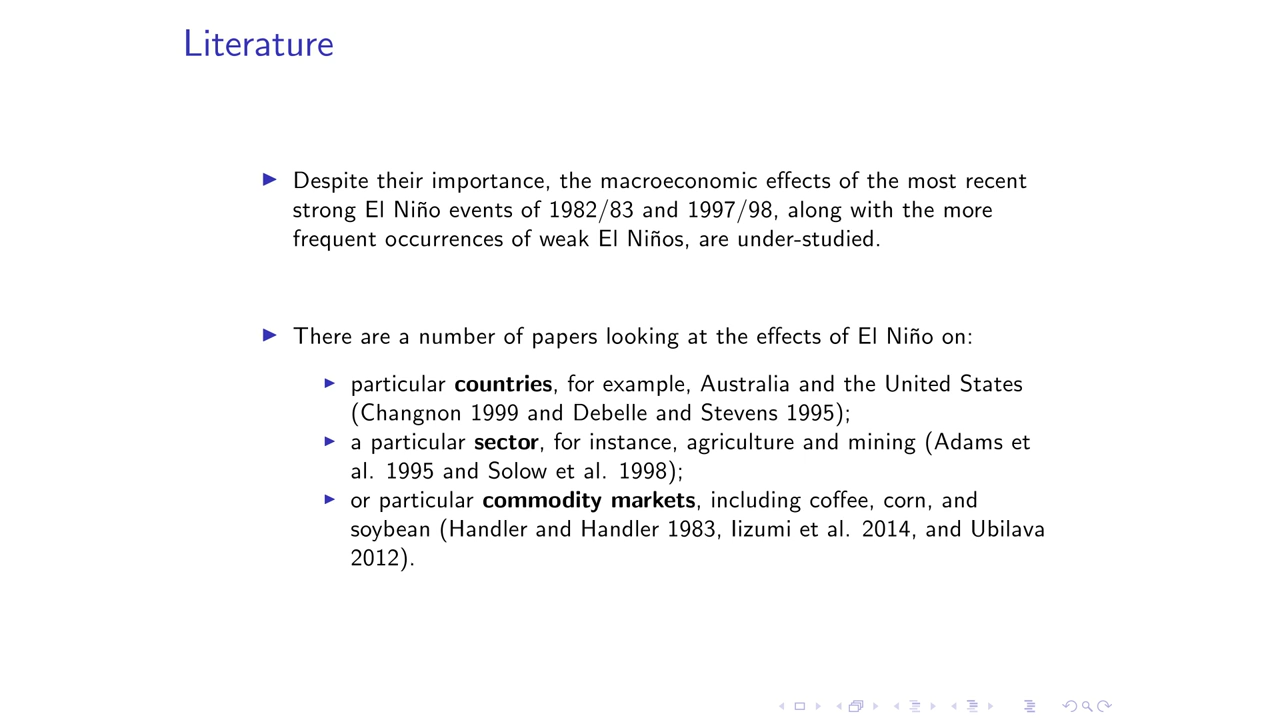 Literature
Despite their importance, the macroeconomic effects of the most recent
strong El Niño events of 1982/83 and 1997/98, along with the more
frequent occurrences of weak El Niños, are under-studied.
There are a number of papers looking at the effects of El Niño on:
particular countries, for example, Australia and the United States
(Changnon 1999 and Debelle and Stevens 1995);
a particular sector, for instance, agriculture and mining (Adams et
al. 1995 and Solow et al. 1998);
or particular commodity markets, including coffee, corn, and
soybean (Handler and Handler 1983, Iizumi et al. 2014, and Ubilava
2012).